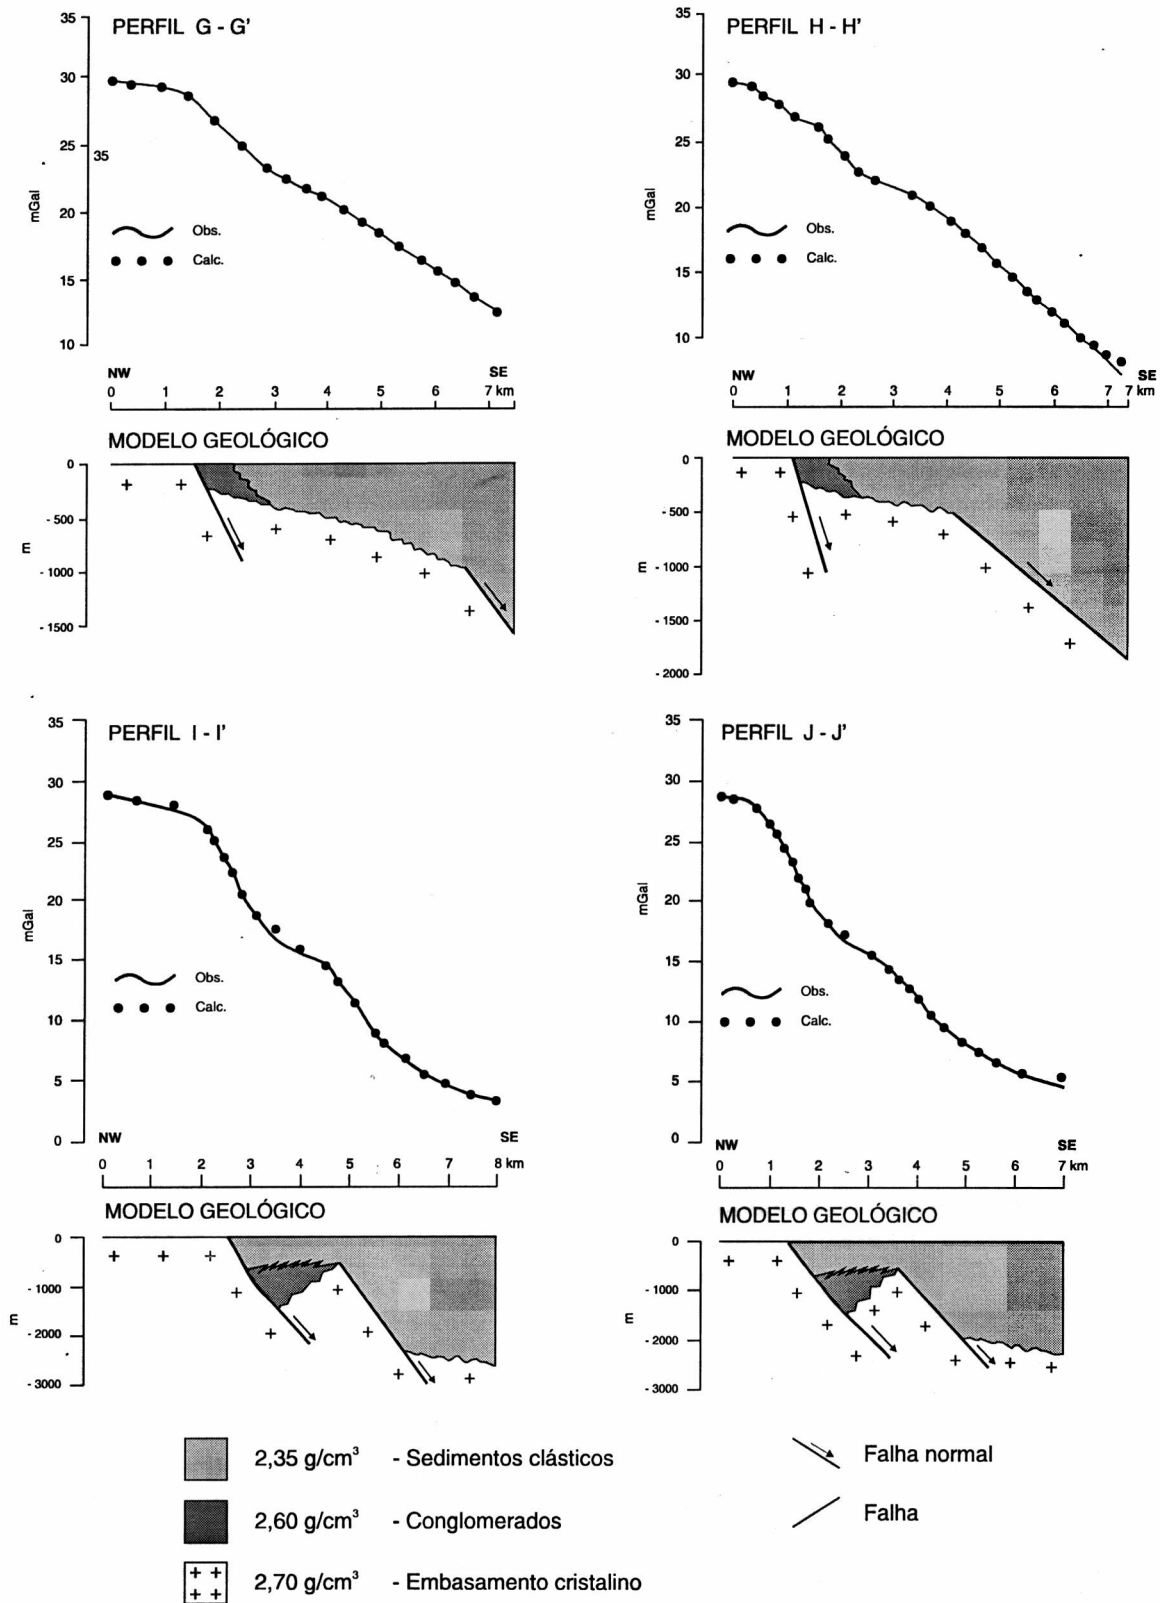 PERFIL G - G'
35
30
25
35
20
15
10
mGal
Obs.
Calc.
NW SE
0 1 2 3 4 5 6 7 km
MODELO GEOLÓGICO
0
- 500
- 1000
- 1500
m
PERFIL H - H'
35
30
25
20
15
10
mGal
Obs.
Calc.
NW SE
0 1 2 3 4 5 6 7 7 km
MODELO GEOLÓGICO
0
- 500
- 1000
- 1500
- 2000
m
PERFIL I - I'
35
30
25
20
15
10
5
0
mGal
Obs.
Calc.
NW SE
0 1 2 3 4 5 6 7 8 km
MODELO GEOLÓGICO
0
- 1000
- 2000
- 3000
m
PERFIL J - J'
35
30
25
20
15
10
5
0
mGal
Obs.
Calc.
NW SE
0 1 2 3 4 5 6 7 km
MODELO GEOLÓGICO
0
- 1000
- 2000
- 3000
m
2,35 g/cm³ - Sedimentos clásticos
2,60 g/cm³ - Conglomerados
2,70 g/cm³ - Embasamento cristalino
Falha normal
Falha